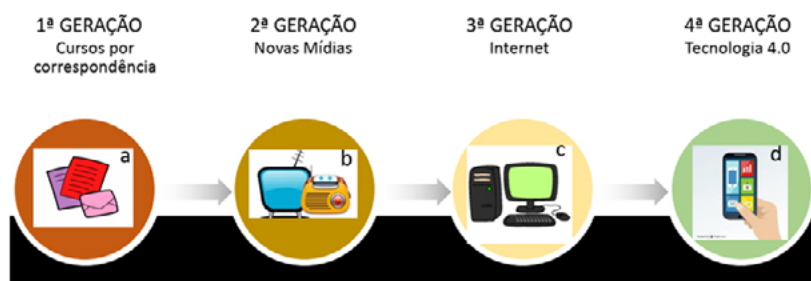 1ª GERAÇÃO
Cursos por
correspondência
2ª GERAÇÃO
Novas Mídias
3ª GERAÇÃO
Internet
4ª GERAÇÃO
Tecnologia 4.0
a
b
c
d